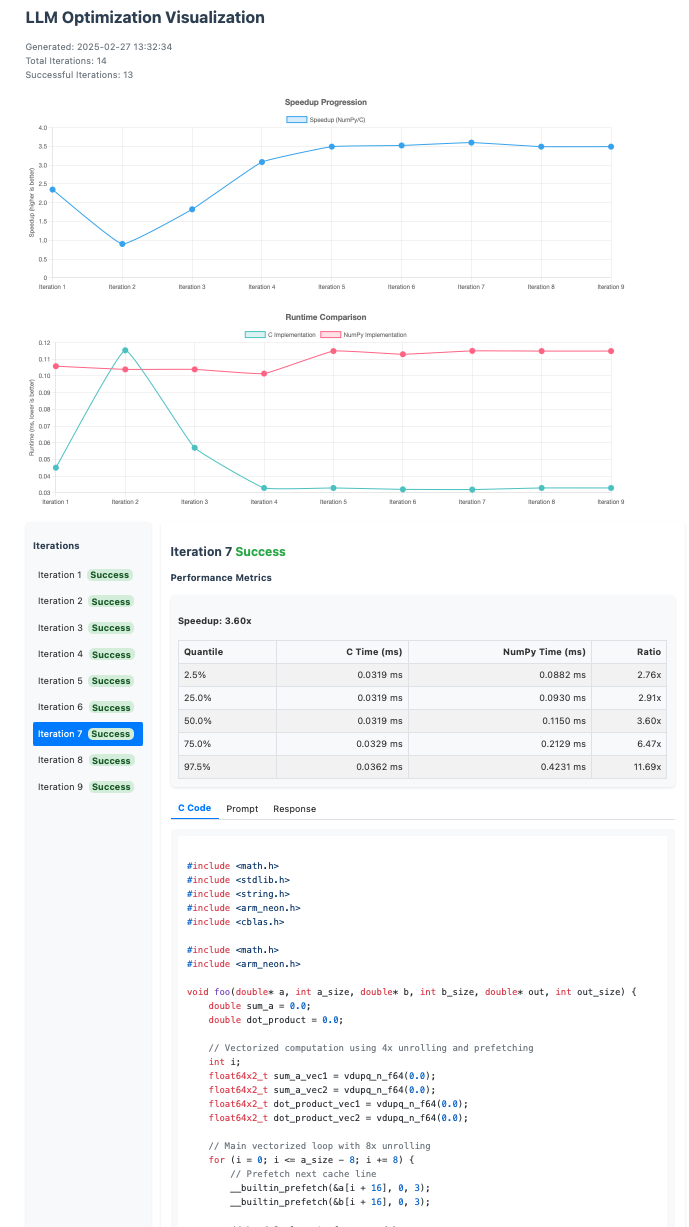 LLM Optimization Visualization
Generated: 2025-02-27 13:32:34
Total Iterations: 14
Successful Iterations: 13
Speedup Progression
Speedup (NumPy/C)
Speedup (higher is better)
4.0
3.5
3.0
2.5
2.0
1.5
1.0
0.5
0
Iteration 1 Iteration 2 Iteration 3 Iteration 4 Iteration 5 Iteration 6 Iteration 7 Iteration 8 Iteration 9
Runtime Comparison
C Implementation NumPy Implementation
Runtime (ms, lower is better)
0.12
0.11
0.10
0.09
0.08
0.07
0.06
0.05
0.04
0.03
Iteration 1 Iteration 2 Iteration 3 Iteration 4 Iteration 5 Iteration 6 Iteration 7 Iteration 8 Iteration 9
Iterations
Iteration 1 Success
Iteration 2 Success
Iteration 3 Success
Iteration 4 Success
Iteration 5 Success
Iteration 6 Success
Iteration 7 Success
Iteration 8 Success
Iteration 9 Success
Iteration 7 Success
Performance Metrics
Speedup: 3.60x
Quantile C Time (ms) NumPy Time (ms) Ratio
2.5% 0.0319 ms 0.0882 ms 2.76x
25.0% 0.0319 ms 0.0930 ms 2.91x
50.0% 0.0319 ms 0.1150 ms 3.60x
75.0% 0.0329 ms 0.2129 ms 6.47x
97.5% 0.0362 ms 0.4231 ms 11.69x
C Code Prompt Response
#include <math.h>
#include <stdlib.h>
#include <string.h>
#include <arm_neon.h>
#include <cblas.h>
#include <math.h>
#include <arm_neon.h>
void foo(double* a, int a_size, double* b, int b_size, double* out, int out_size) {
double sum_a = 0.0;
double dot_product = 0.0;
// Vectorized computation using 4x unrolling and prefetching
int i;
float64x2_t sum_a_vec1 = vdupq_n_f64(0.0);
float64x2_t sum_a_vec2 = vdupq_n_f64(0.0);
float64x2_t dot_product_vec1 = vdupq_n_f64(0.0);
float64x2_t dot_product_vec2 = vdupq_n_f64(0.0);
// Main vectorized loop with 8x unrolling
for (i = 0; i <= a_size - 8; i += 8) {
// Prefetch next cache line
__builtin_prefetch(&a[i + 16], 0, 3);
__builtin_prefetch(&b[i + 16], 0, 3);